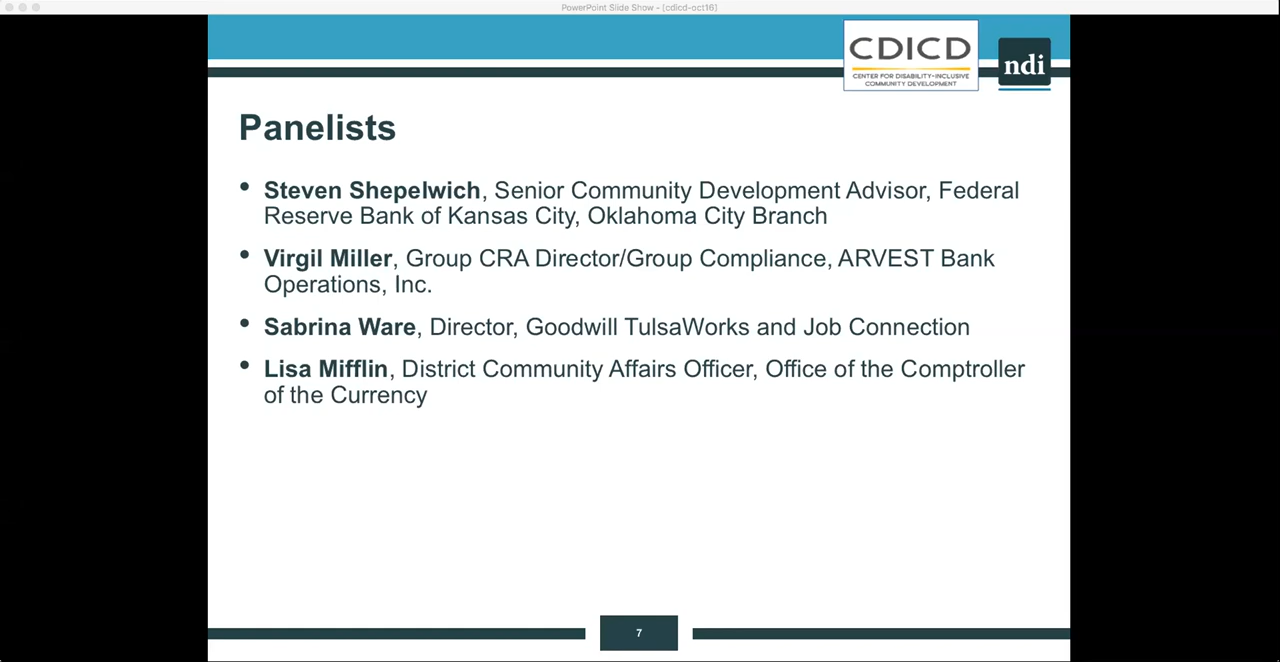 PowerPoint Slide Show - [cdicd-oct16]
CDICD
CENTER FOR DISABILITY-INCLUSIVE
COMMUNITY DEVELOPMENT
ndi
Panelists
• Steven Shepelwich, Senior Community Development Advisor, Federal
Reserve Bank of Kansas City, Oklahoma City Branch
• Virgil Miller, Group CRA Director/Group Compliance, ARVEST Bank
Operations, Inc.
• Sabrina Ware, Director, Goodwill TulsaWorks and Job Connection
• Lisa Mifflin, District Community Affairs Officer, Office of the Comptroller
of the Currency
7